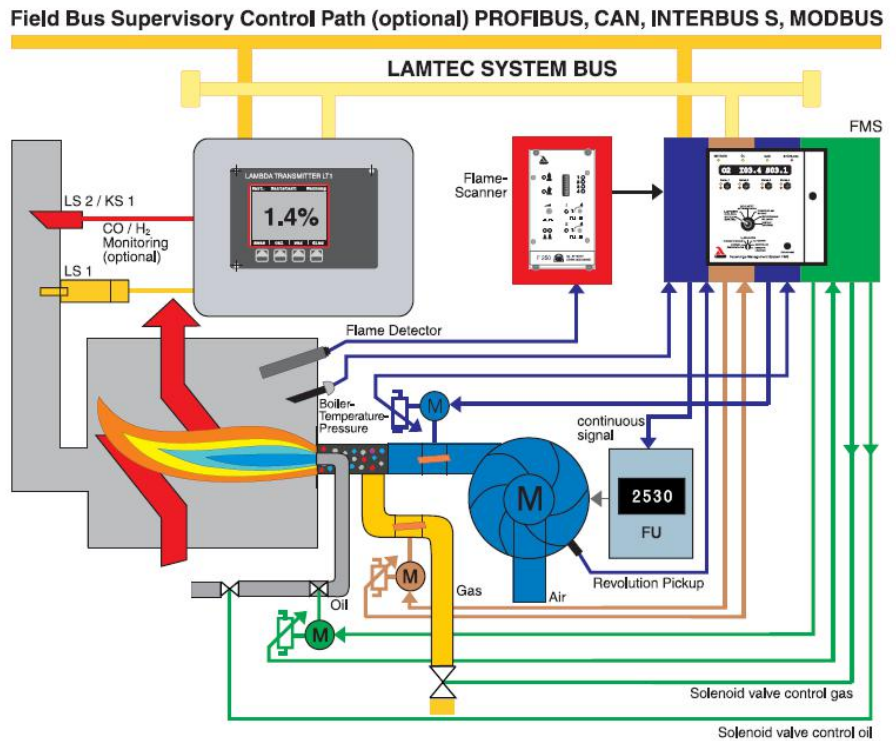 Field Bus Supervisory Control Path (optional) PROFIBUS, CAN, INTERBUS S, MODBUS
LAMTEC SYSTEM BUS
FMS
LAMBDA TRANSMITTER LT1
1.4%
Flame-
Scanner
O2
LS 2 / KS 1
CO / H₂
Monitoring
(optional)
LS 1
Flame Detector
Boiler-
Temperature-
Pressure
M
continuous
signal
M
2530
FU
M
Gas
Revolution Pickup
Oil
Air
M
Solenoid valve control gas
Solenoid valve control oil